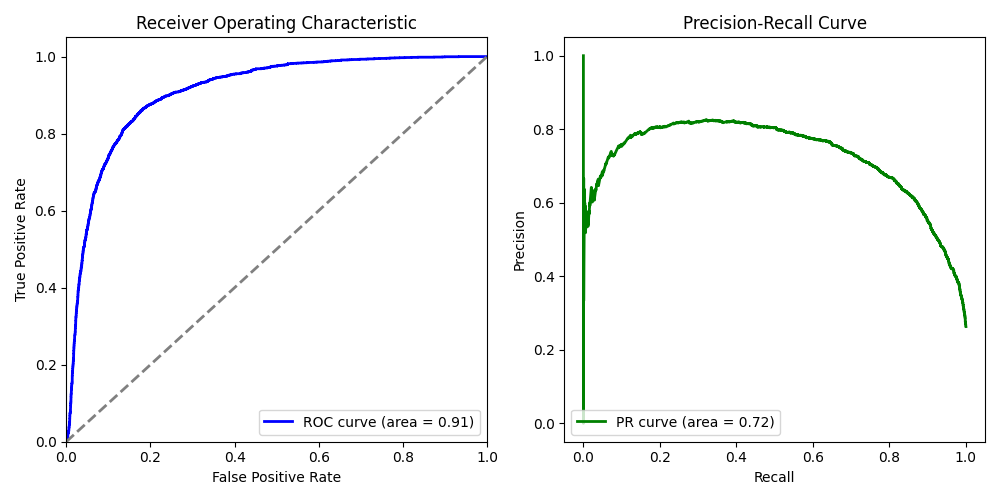 Receiver Operating Characteristic
1.0
0.8
0.6
0.4
0.2
0.0
True Positive Rate
0.0 0.2 0.4 0.6 0.8 1.0
False Positive Rate
ROC curve (area = 0.91)
Precision-Recall Curve
1.0
0.8
0.6
0.4
0.2
0.0
Precision
0.0 0.2 0.4 0.6 0.8 1.0
Recall
PR curve (area = 0.72)